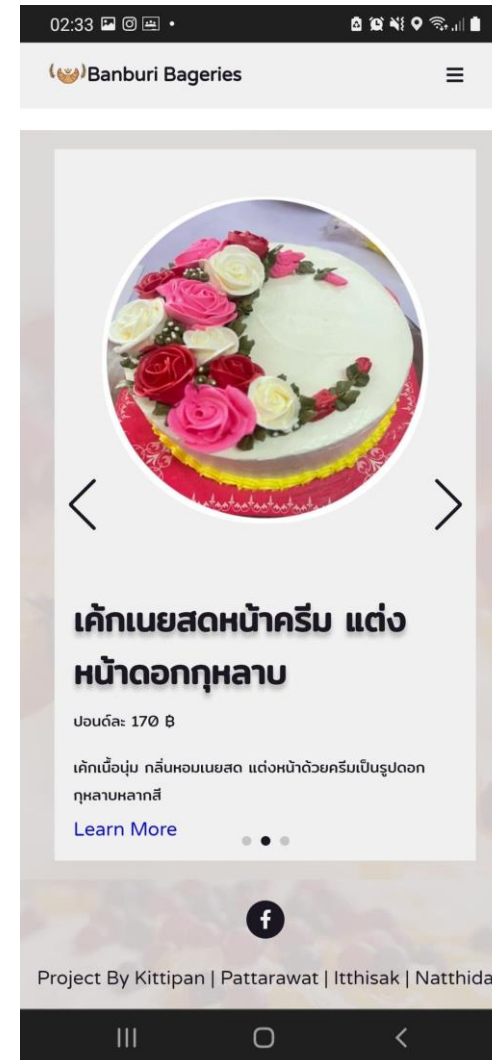 02:33
Banburi Bageries
เค้กเนยสดหน้าครีม แต่ง
หน้าดอกกุหลาบ
ปอนด์ละ 170 ฿
เค้กเนื้อนุ่ม กลิ่นหอมเนยสด แต่งหน้าด้วยครีมเป็นรูปดอก
กุหลาบหลากสี
Learn More
Project By Kittipan | Pattarawat | Itthisak | Natthida